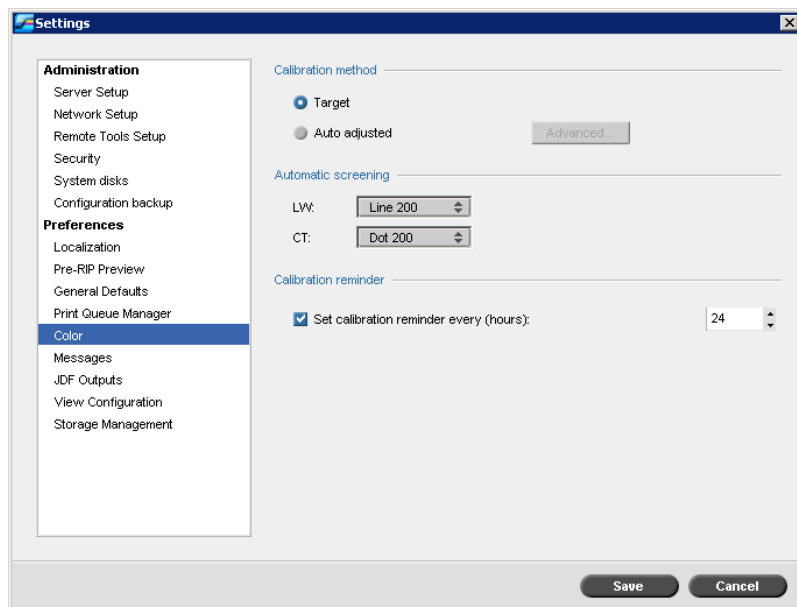 Settings
Administration
Server Setup
Network Setup
Remote Tools Setup
Security
System disks
Configuration backup
Preferences
Localization
Pre-RIP Preview
General Defaults
Print Queue Manager
Color
Messages
JDF Outputs
View Configuration
Storage Management
Calibration method
Target
Auto adjusted
Advanced...
Automatic screening
LW: Line 200
CT: Dot 200
Calibration reminder
Set calibration reminder every (hours): 24
Save Cancel